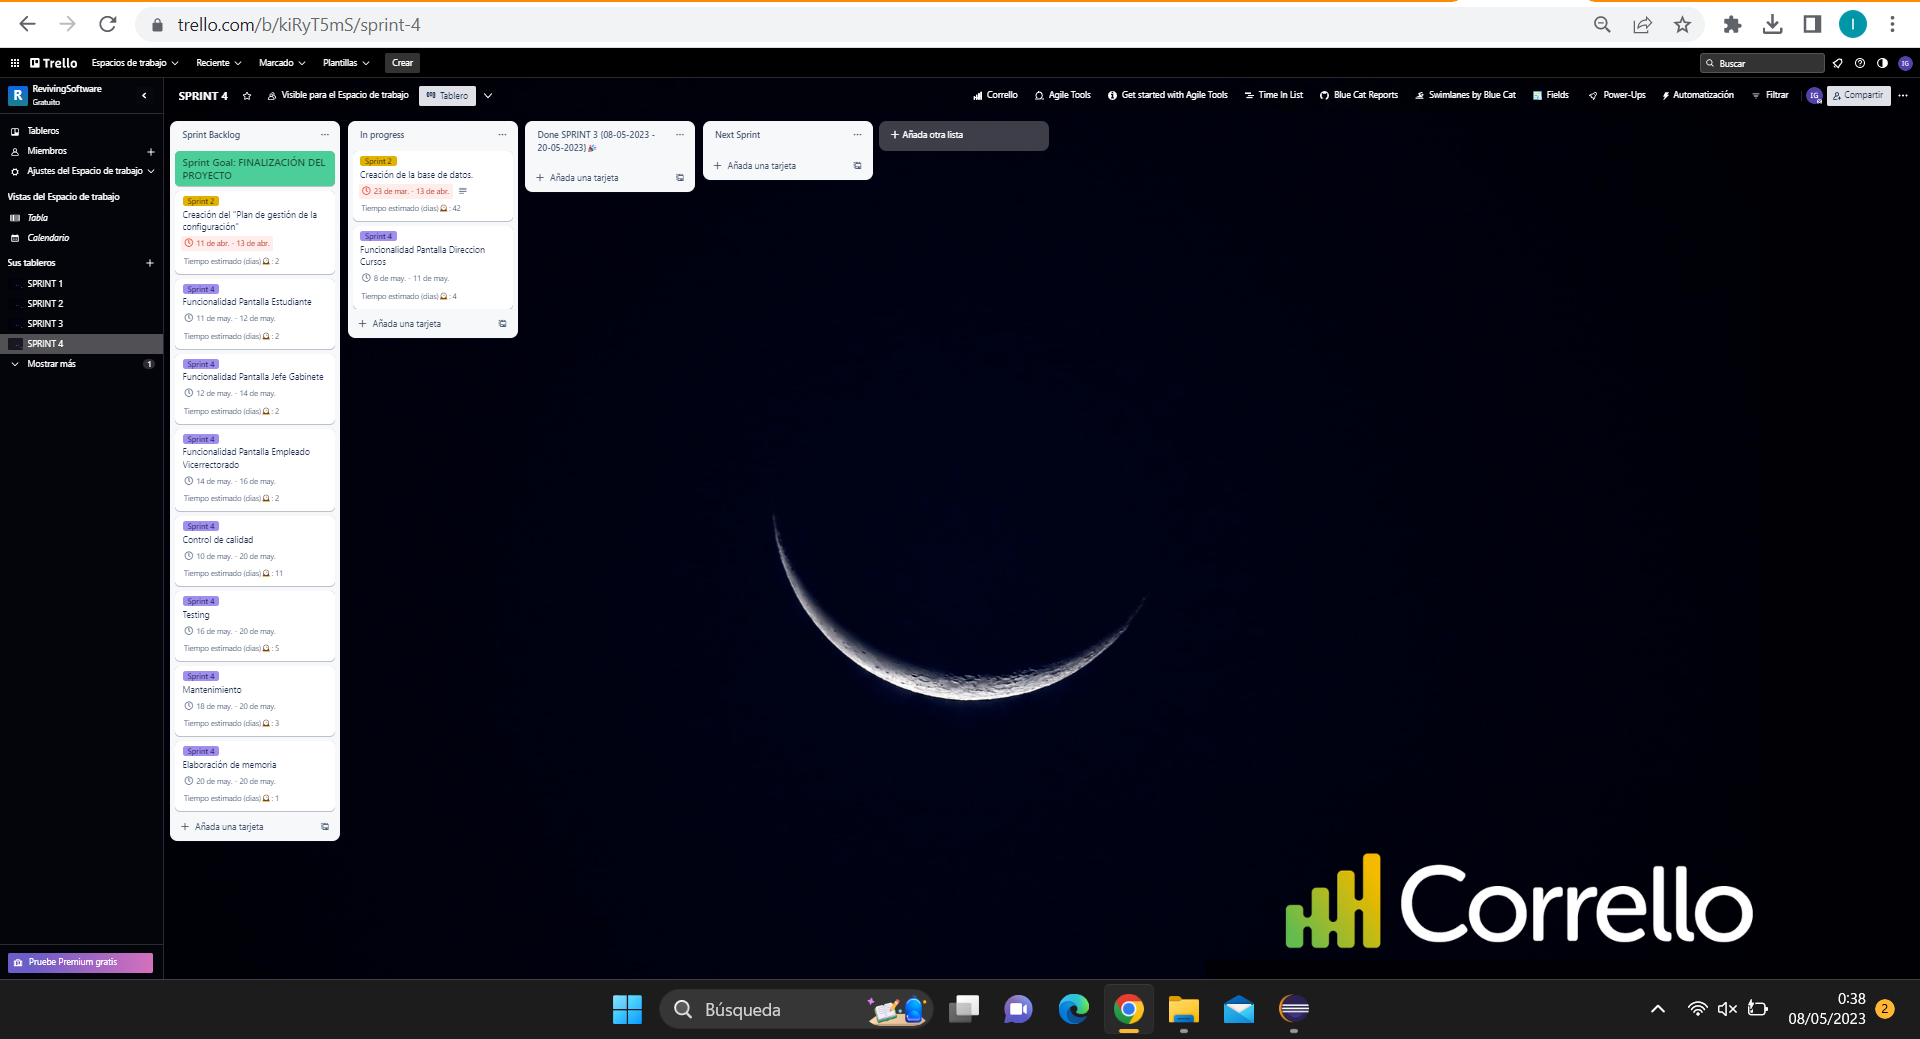 trello.com/b/kiRyT5mS/sprint-4
I
Trello
Espacios de trabajo
Reciente
Marcado
Plantillas
Crear
Buscar
IG
R
RevivingSoftware
Gratuito
SPRINT 4
Visible para el Espacio de trabajo
Tablero
Corrello
Agile Tools
Get started with Agile Tools
Time In List
Blue Cat Reports
Swimlanes by Blue Cat
Fields
Power-Ups
Automatización
Filtrar
IG
Compartir
Tableros
Miembros
Ajustes del Espacio de trabajo
Vistas del Espacio de trabajo
Tabla
Calendario
Sus tableros
SPRINT 1
SPRINT 2
SPRINT 3
SPRINT 4
Mostrar más
1
Pruebe Premium gratis
Sprint Backlog
Sprint Goal: FINALIZACIÓN DEL
PROYECTO
Sprint 2
Creación del "Plan de gestión de la
configuración"
11 de abr. - 13 de abr.
Tiempo estimado (días) : 2
Sprint 4
Funcionalidad Pantalla Estudiante
11 de may. - 12 de may.
Tiempo estimado (días) : 2
Sprint 4
Funcionalidad Pantalla Jefe Gabinete
12 de may. - 14 de may.
Tiempo estimado (días) : 2
Sprint 4
Funcionalidad Pantalla Empleado
Vicerrectorado
14 de may. - 16 de may.
Tiempo estimado (días) : 2
Sprint 4
Control de calidad
10 de may. - 20 de may.
Tiempo estimado (días) : 11
Sprint 4
Testing
16 de may. - 20 de may.
Tiempo estimado (días) : 5
Sprint 4
Mantenimiento
18 de may. - 20 de may.
Tiempo estimado (días) : 3
Sprint 4
Elaboración de memoria
20 de may. - 20 de may.
Tiempo estimado (días) : 1
Añada una tarjeta
In progress
Sprint 2
Creación de la base de datos.
23 de mar. - 13 de abr.
Tiempo estimado (días) : 42
Sprint 4
Funcionalidad Pantalla Direccion
Cursos
8 de may. - 11 de may.
Tiempo estimado (días) : 4
Añada una tarjeta
Done SPRINT 3 (08-05-2023 -
20-05-2023)🎉
Añada una tarjeta
Next Sprint
Añada una tarjeta
Añada otra lista
Corrello
Búsqueda
0:38
08/05/2023
2